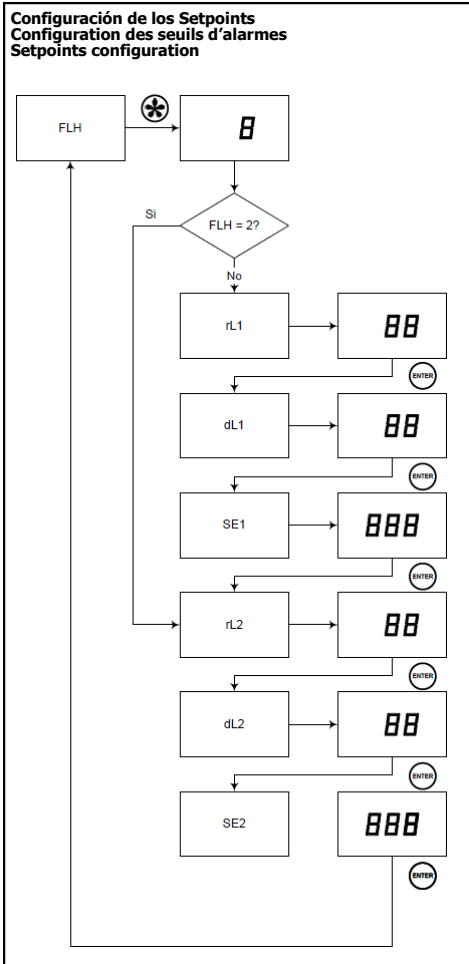 Configuración de los Setpoints
Configuration des seuils d'alarmes
Setpoints configuration
FLH
8
Si
FLH = 2?
No
rL1
88
ENTER
dL1
88
ENTER
SE1
888
ENTER
rL2
88
ENTER
dL2
88
ENTER
SE2
888
ENTER